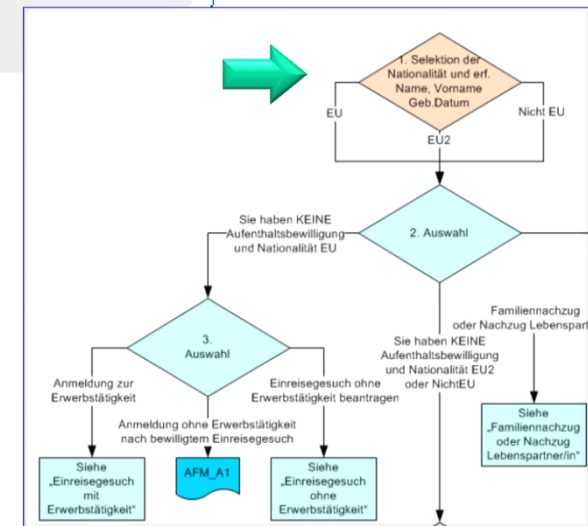 1. Selektion der
Nationalität und erf.
Name, Vorname
Geb.Datum
EU
Nicht EU
EU2
Sie haben KEINE
Aufenthaltsbewilligung
und Nationalität EU
2. Auswahl
Familiennachzug
oder Nachzug Lebenspart
Sie haben KEINE
Aufenthaltsbewilligung
und Nationalität EU2
oder NichtEU
3.
Auswahl
Anmeldung zur
Erwerbstätigkeit
Einreisegesuch ohne
Erwerbstätigkeit beantragen
Anmeldung ohne Erwerbstätigkeit
nach bewilligtem Einreisegesuch
Siehe
„Familiennachzug
oder Nachzug
Lebenspartner/in"
Siehe
„Einreisegesuch
mit
Erwerbstätigkeit"
AFM_A1
Siehe
„Einreisegesuch
ohne
Erwerbstätigkeit"